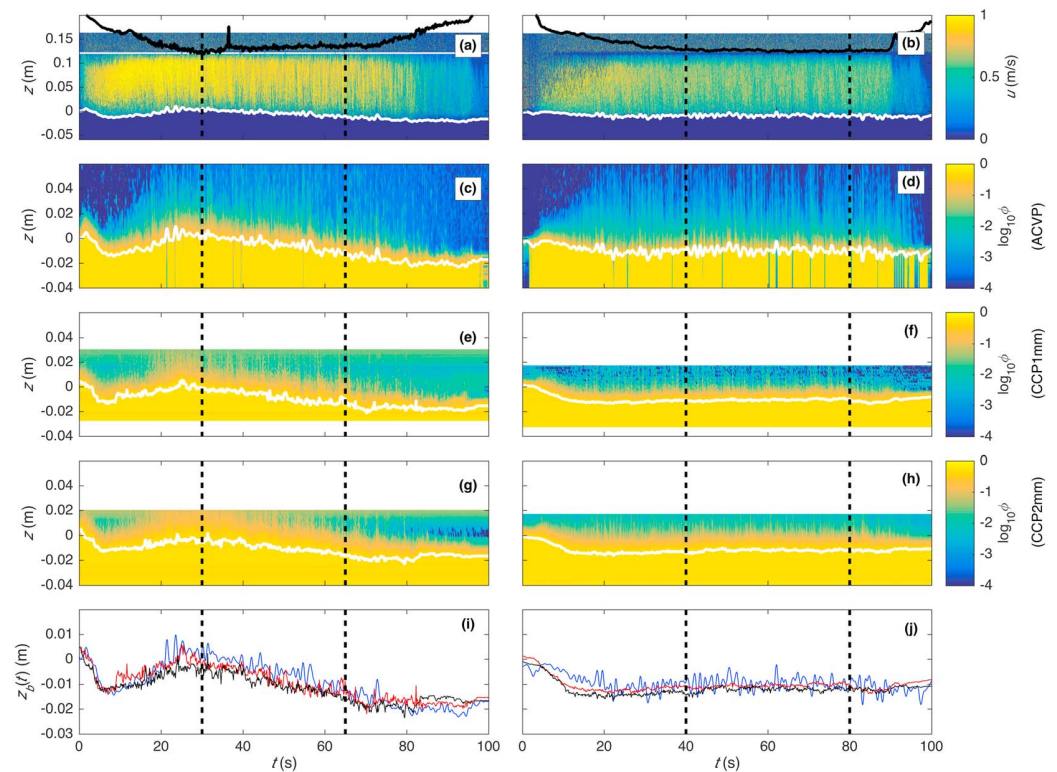 (a)
(b)
z (m)
0.15
0.1
0.05
0
-0.05
1
0.5
0
u (m/s)
(c)
(d)
z (m)
0.04
0.02
0
-0.02
-0.04
0
-1
-2
-3
-4
log10 ϕ
(ACVP)
(e)
(f)
z (m)
0.04
0.02
0
-0.02
-0.04
0
-1
-2
-3
-4
log10 ϕ
(CCP1mm)
(g)
(h)
z (m)
0.04
0.02
0
-0.02
-0.04
0
-1
-2
-3
-4
log10 ϕ
(CCP2mm)
(i)
(j)
zb(t) (m)
0.01
0
-0.01
-0.02
-0.03
0 20 40 60 80 100
0 20 40 60 80 100
t (s)
t (s)